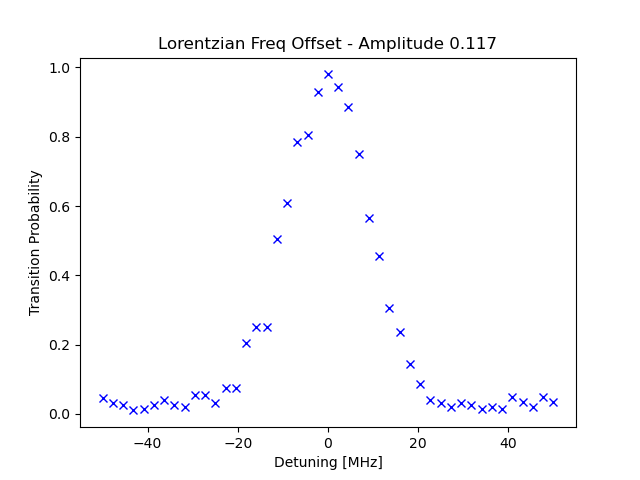 Lorentzian Freq Offset - Amplitude 0.117
Transition Probability
1.0
0.8
0.6
0.4
0.2
0.0
−40 −20 0 20 40
Detuning [MHz]